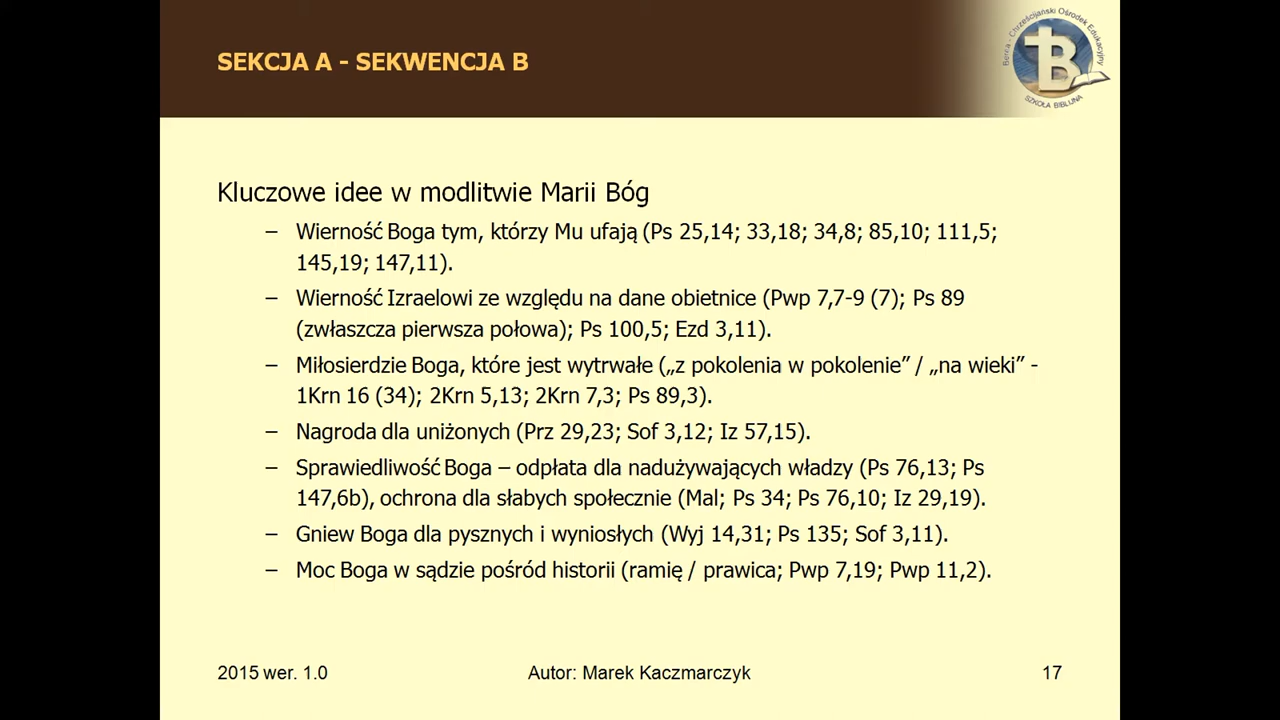 SEKCJA A - SEKWENCJA B
Berea - Chrześcijański Ośrodek Edukacyjny
SZKOŁA BIBLIJNA
Kluczowe idee w modlitwie Marii Bóg
– Wierność Boga tym, którzy Mu ufają (Ps 25,14; 33,18; 34,8; 85,10; 111,5;
145,19; 147,11).
– Wierność Izraelowi ze względu na dane obietnice (Pwp 7,7-9 (7); Ps 89
(zwłaszcza pierwsza połowa); Ps 100,5; Ezd 3,11).
– Miłosierdzie Boga, które jest wytrwałe („z pokolenia w pokolenie” / „na wieki” -
1Krn 16 (34); 2Krn 5,13; 2Krn 7,3; Ps 89,3).
– Nagroda dla uniżonych (Prz 29,23; Sof 3,12; Iz 57,15).
– Sprawiedliwość Boga – odpłata dla nadużywających władzy (Ps 76,13; Ps
147,6b), ochrona dla słabych społecznie (Mal; Ps 34; Ps 76,10; Iz 29,19).
– Gniew Boga dla pysznych i wyniosłych (Wyj 14,31; Ps 135; Sof 3,11).
– Moc Boga w sądzie pośród historii (ramię / prawica; Pwp 7,19; Pwp 11,2).
2015 wer. 1.0
Autor: Marek Kaczmarczyk
17